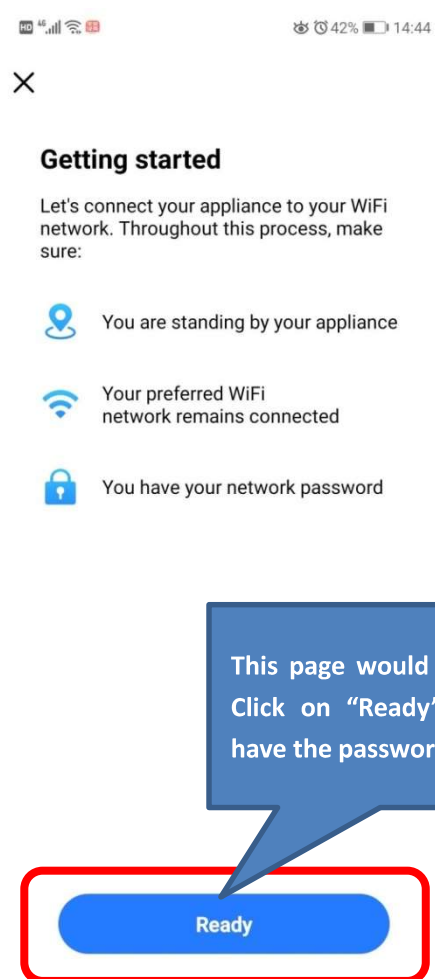 HD 46 42% 14:44
Getting started
Let's connect your appliance to your WiFi
network. Throughout this process, make
sure:
You are standing by your appliance
Your preferred WiFi
network remains connected
You have your network password
This page would
Click on “Ready”
have the passwor
Ready